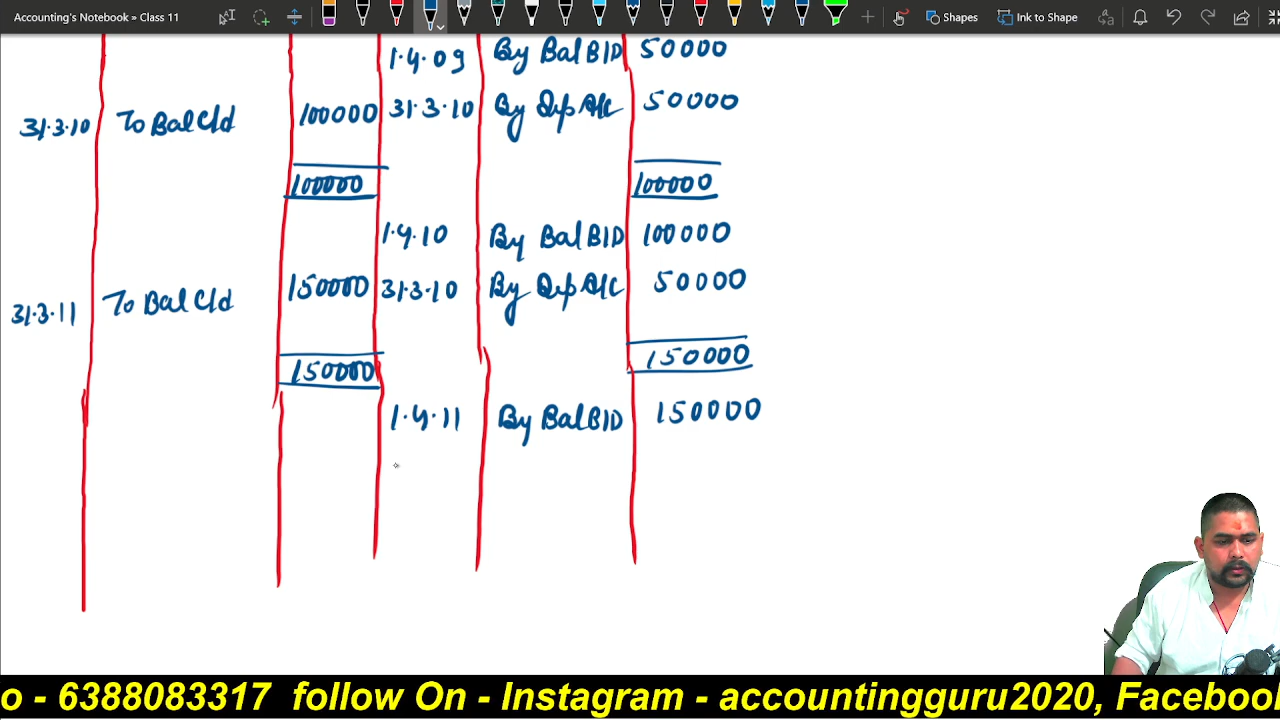 Accounting's Notebook » Class 11
Shapes
Ink to Shape
1.4.09 By Bal B/D 50000
31.3.10 To Bal C/d 100000 31.3.10 By Dep A/C 50000
100000 100000
1.4.10 By Bal B/D 100000
31.3.11 To Bal C/d 150000 31.3.10 By Dep A/C 50000
150000 150000
1.4.11 By Bal B/D 150000
o - 6388083317 follow On - Instagram - accountingguru2020, Faceboo